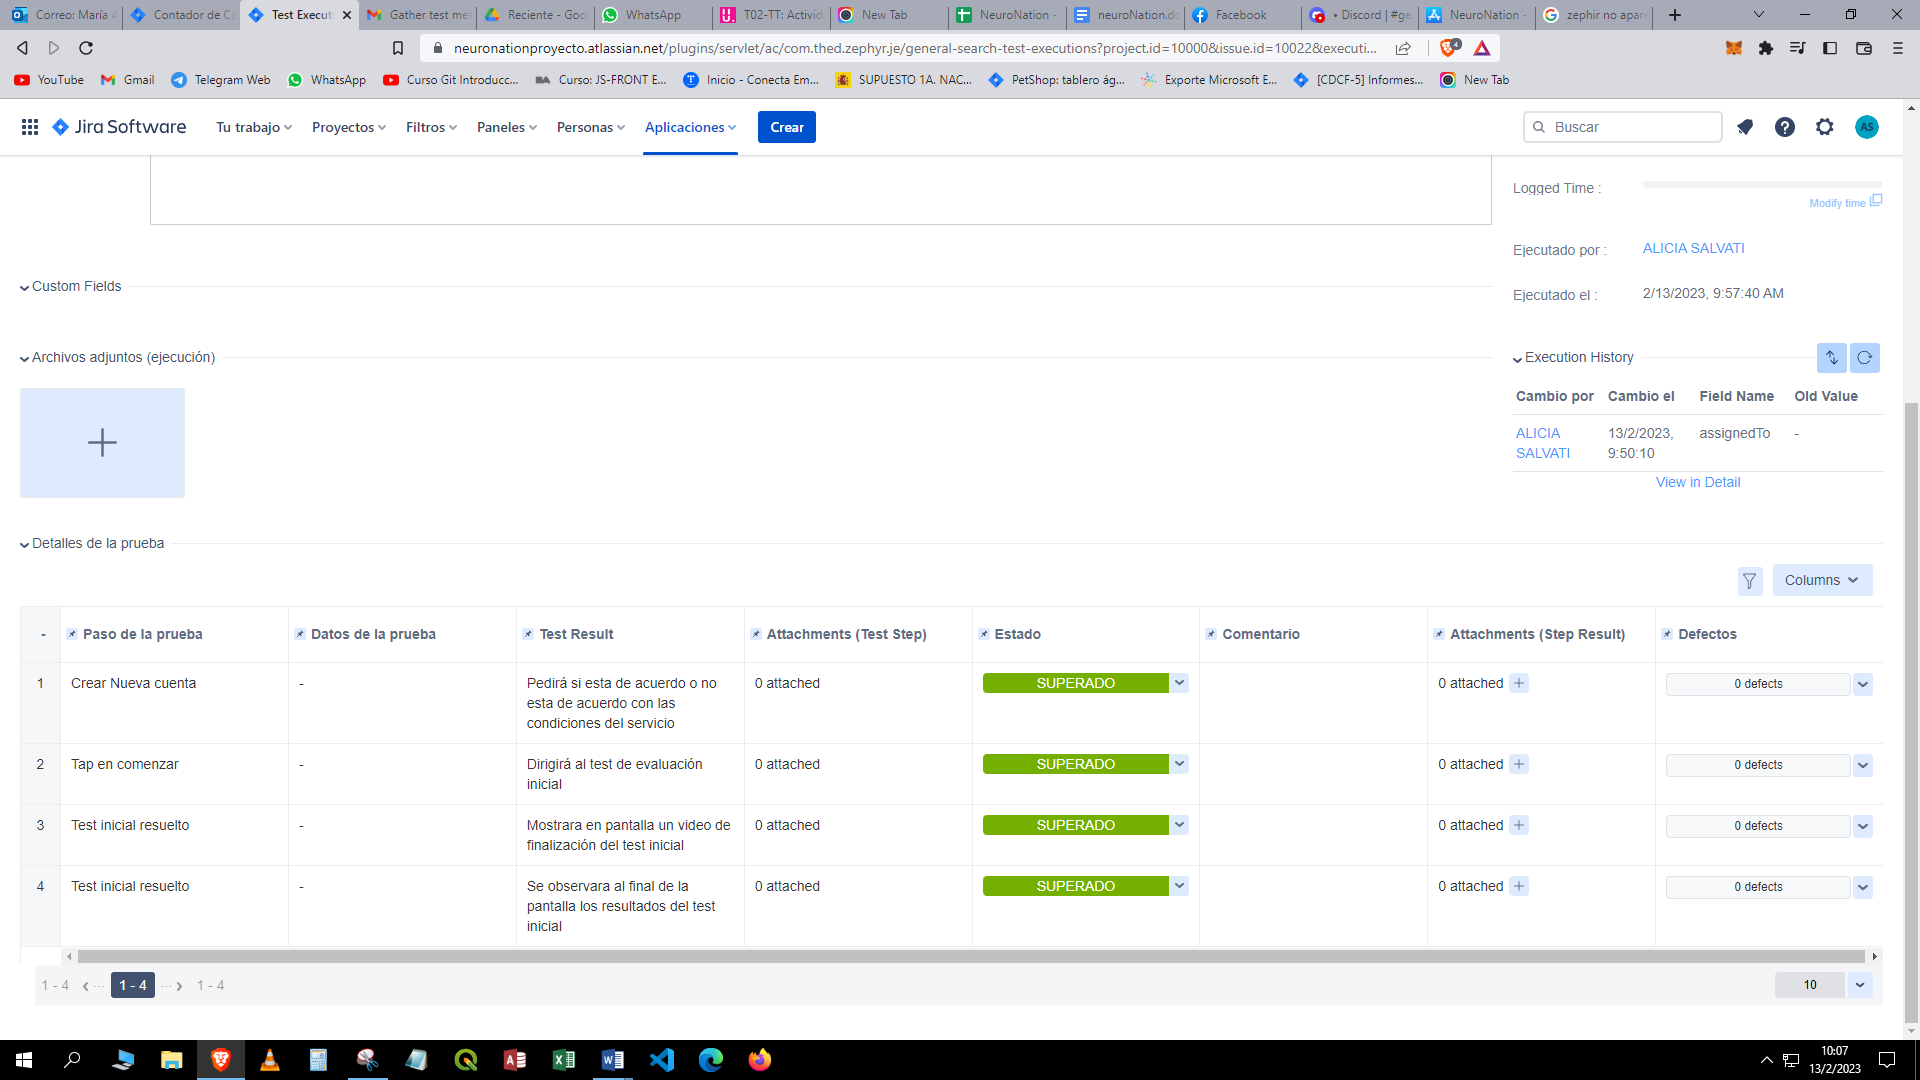 Correo: María A
Contador de Ca
Test Executi
Gather test me
Reciente - Goo
WhatsApp
T02-TT: Activid
New Tab
NeuroNation -
neuroNation.do
Facebook
• Discord | #ge
NeuroNation -
zephir no apare
neuronationproyecto.atlassian.net/plugins/servlet/ac/com.thed.zephyr.je/general-search-test-executions?project.id=10000&issue.id=10022&executi...
4
YouTube
Gmail
Telegram Web
WhatsApp
Curso Git Introducc...
Curso: JS-FRONT E...
Inicio - Conecta Em...
SUPUESTO 1A. NAC...
PetShop: tablero ág...
Exporte Microsoft E...
[CDCF-5] Informes...
New Tab
Jira Software
Tu trabajo
Proyectos
Filtros
Paneles
Personas
Aplicaciones
Crear
Buscar
AS
Logged Time :
Modify time
Ejecutado por :
ALICIA SALVATI
Custom Fields
Ejecutado el :
2/13/2023, 9:57:40 AM
Archivos adjuntos (ejecución)
Execution History
Cambio por Cambio el Field Name Old Value
ALICIA SALVATI 13/2/2023, 9:50:10 assignedTo -
View in Detail
Detalles de la prueba
Columns
- Paso de la prueba Datos de la prueba Test Result Attachments (Test Step) Estado Comentario Attachments (Step Result) Defectos
1 Crear Nueva cuenta - Pedirá si esta de acuerdo o no esta de acuerdo con las condiciones del servicio 0 attached SUPERADO 0 attached 0 defects
2 Tap en comenzar - Dirigirá al test de evaluación inicial 0 attached SUPERADO 0 attached 0 defects
3 Test inicial resuelto - Mostrara en pantalla un video de finalización del test inicial 0 attached SUPERADO 0 attached 0 defects
4 Test inicial resuelto - Se observara al final de la pantalla los resultados del test inicial 0 attached SUPERADO 0 attached 0 defects
1 - 4 ‹ ··· 1 - 4 ··· › 1 - 4
10
10:07
13/2/2023